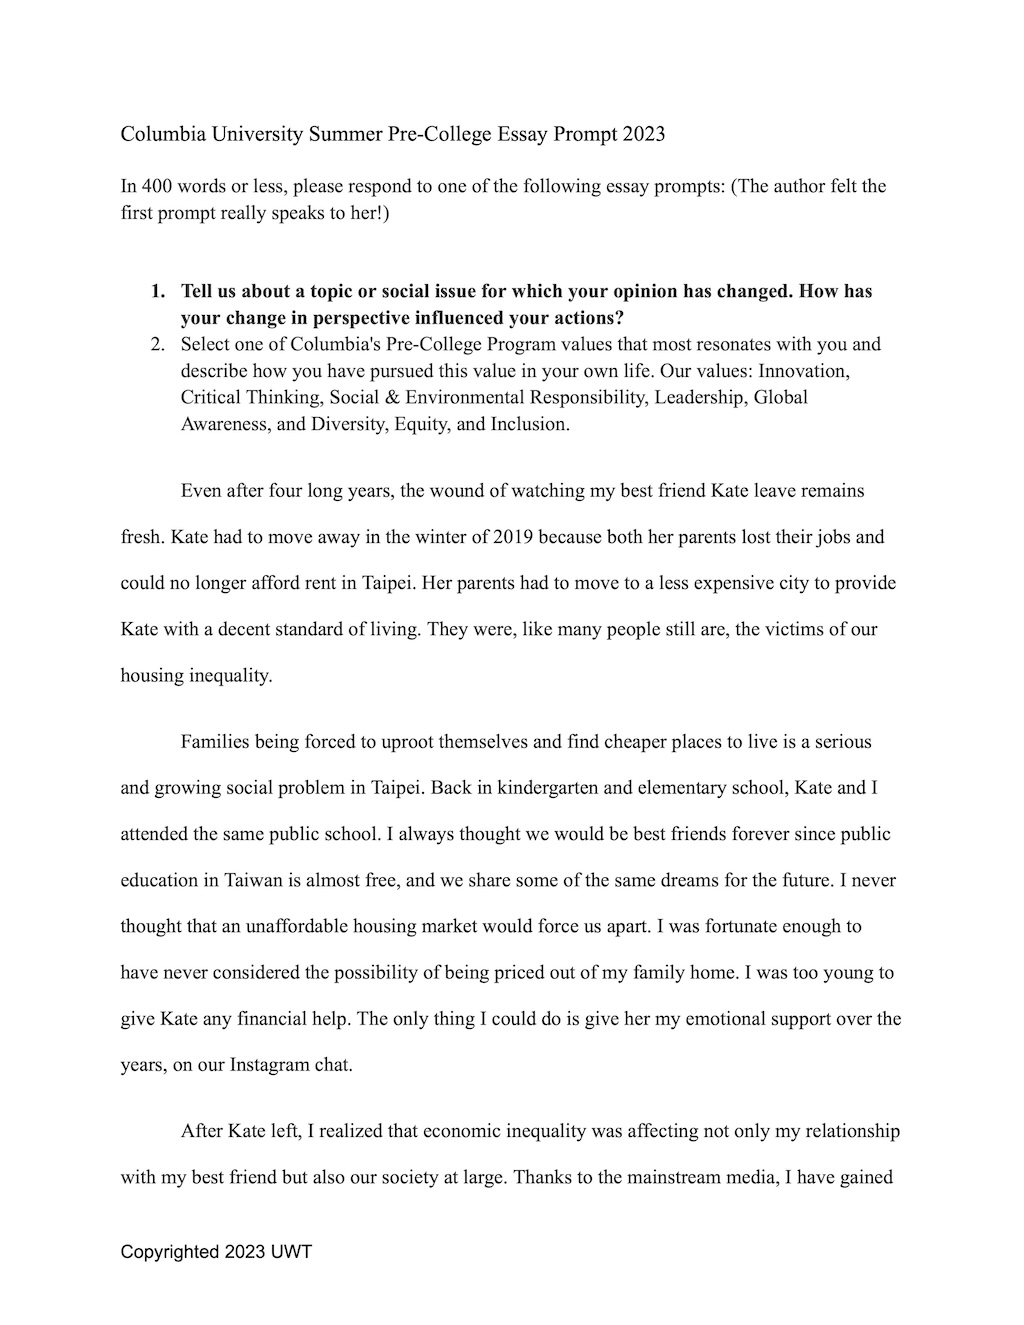 Columbia University Summer Pre-College Essay Prompt 2023
In 400 words or less, please respond to one of the following essay prompts: (The author felt the
first prompt really speaks to her!)
1. Tell us about a topic or social issue for which your opinion has changed. How has
your change in perspective influenced your actions?
2. Select one of Columbia's Pre-College Program values that most resonates with you and
describe how you have pursued this value in your own life. Our values: Innovation,
Critical Thinking, Social & Environmental Responsibility, Leadership, Global
Awareness, and Diversity, Equity, and Inclusion.
Even after four long years, the wound of watching my best friend Kate leave remains
fresh. Kate had to move away in the winter of 2019 because both her parents lost their jobs and
could no longer afford rent in Taipei. Her parents had to move to a less expensive city to provide
Kate with a decent standard of living. They were, like many people still are, the victims of our
housing inequality.
Families being forced to uproot themselves and find cheaper places to live is a serious
and growing social problem in Taipei. Back in kindergarten and elementary school, Kate and I
attended the same public school. I always thought we would be best friends forever since public
education in Taiwan is almost free, and we share some of the same dreams for the future. I never
thought that an unaffordable housing market would force us apart. I was fortunate enough to
have never considered the possibility of being priced out of my family home. I was too young to
give Kate any financial help. The only thing I could do is give her my emotional support over the
years, on our Instagram chat.
After Kate left, I realized that economic inequality was affecting not only my relationship
with my best friend but also our society at large. Thanks to the mainstream media, I have gained
Copyrighted 2023 UWT